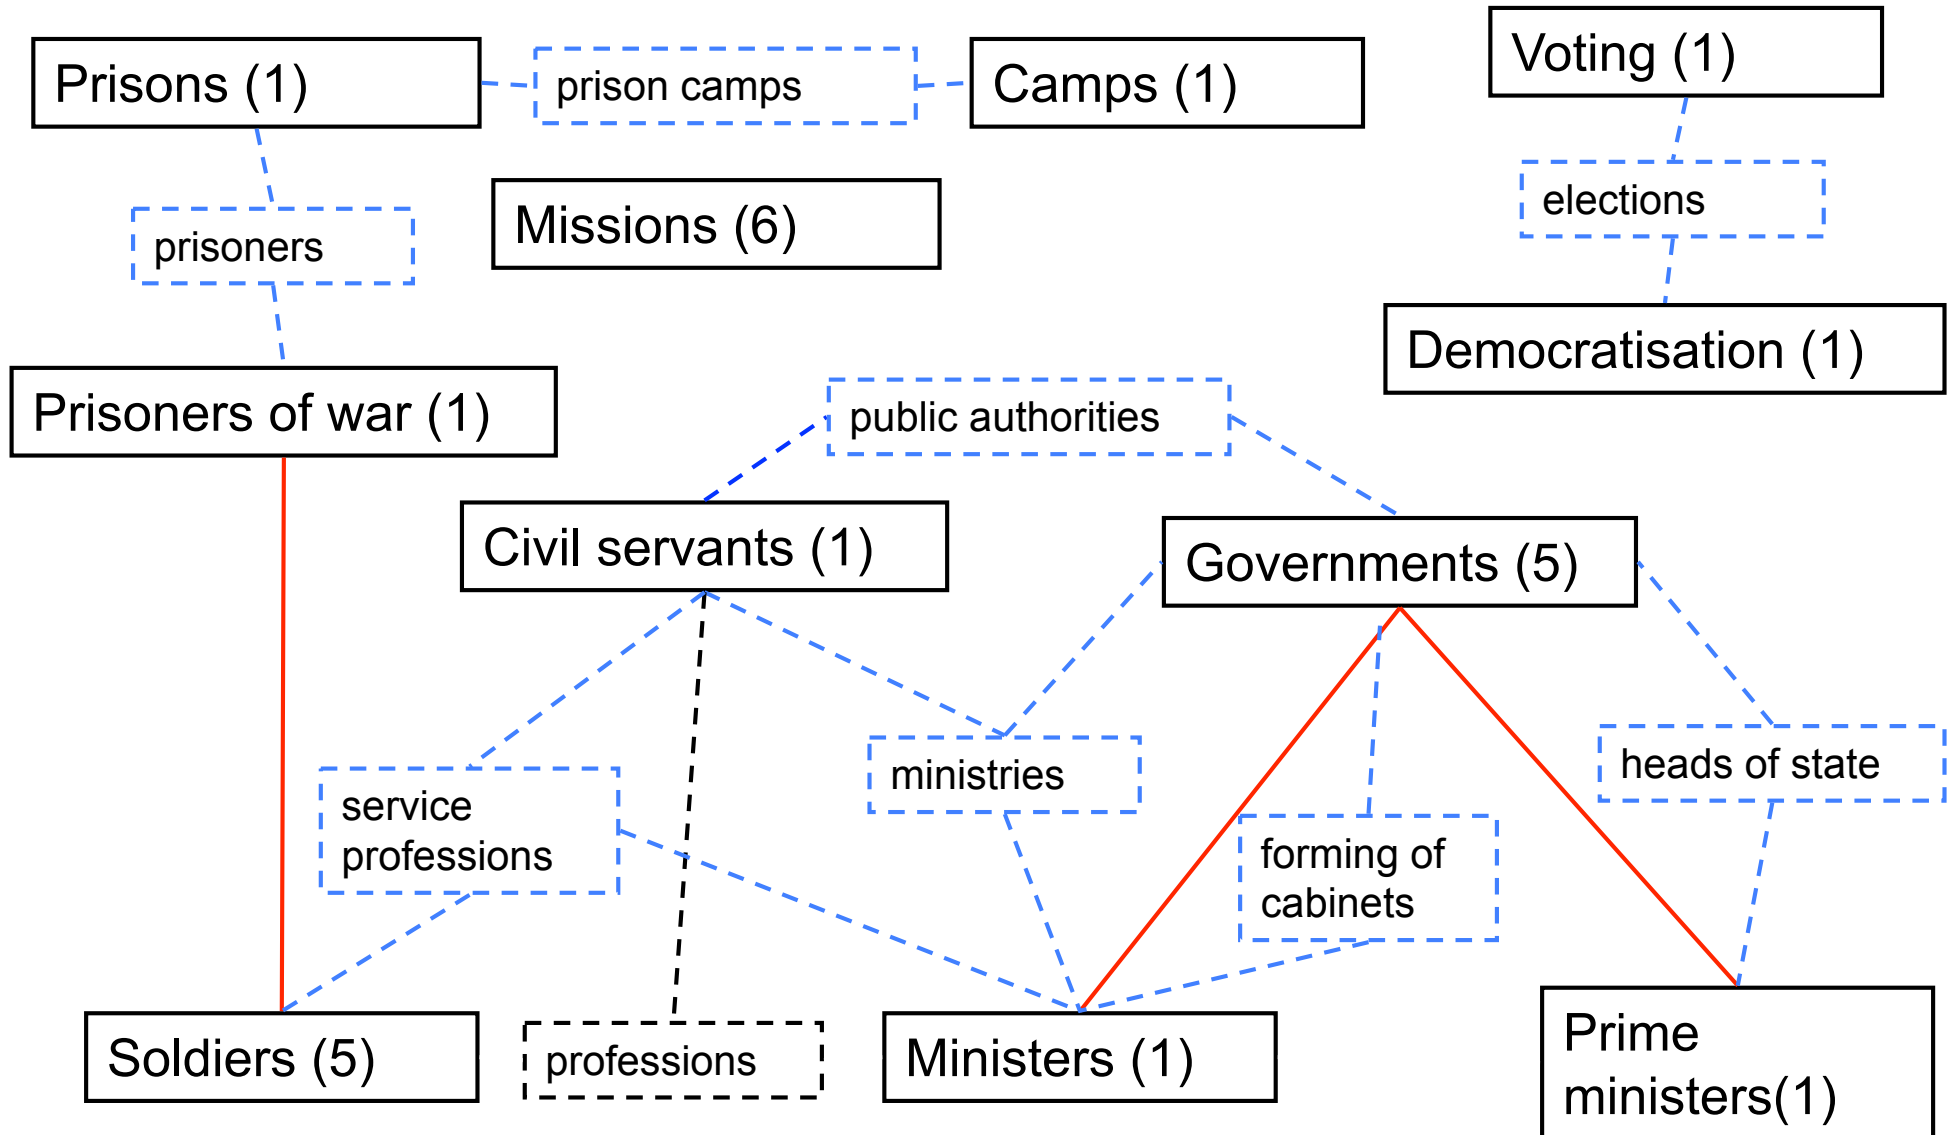 Prisons (1)
prison camps
Camps (1)
Voting (1)
prisoners
Missions (6)
elections
Prisoners of war (1)
public authorities
Democratisation (1)
Civil servants (1)
Governments (5)
service
professions
ministries
forming of
cabinets
heads of state
Soldiers (5)
professions
Ministers (1)
Prime
ministers(1)